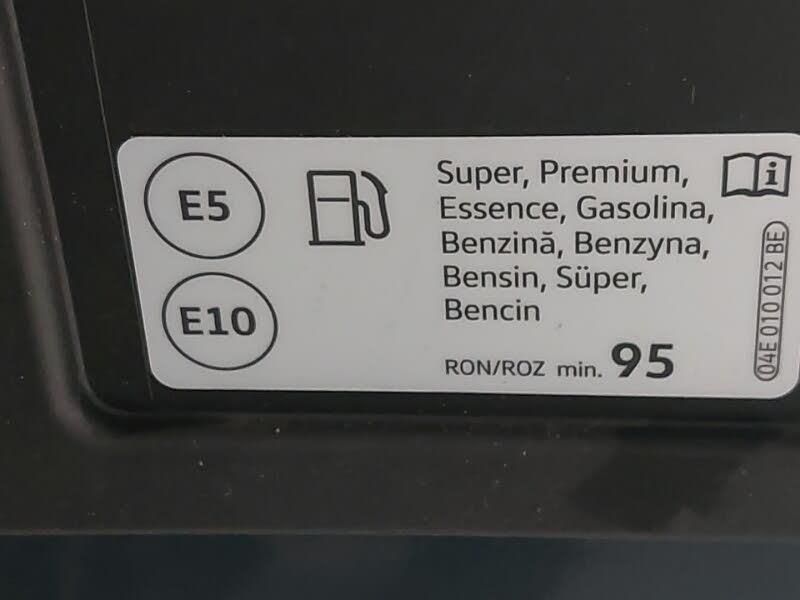 E5
E10
Super, Premium,
Essence, Gasolina,
Benzină, Benzyna,
Bensin, Süper,
Bencin
RON/ROZ min. 95
i
04E 010 012 BE